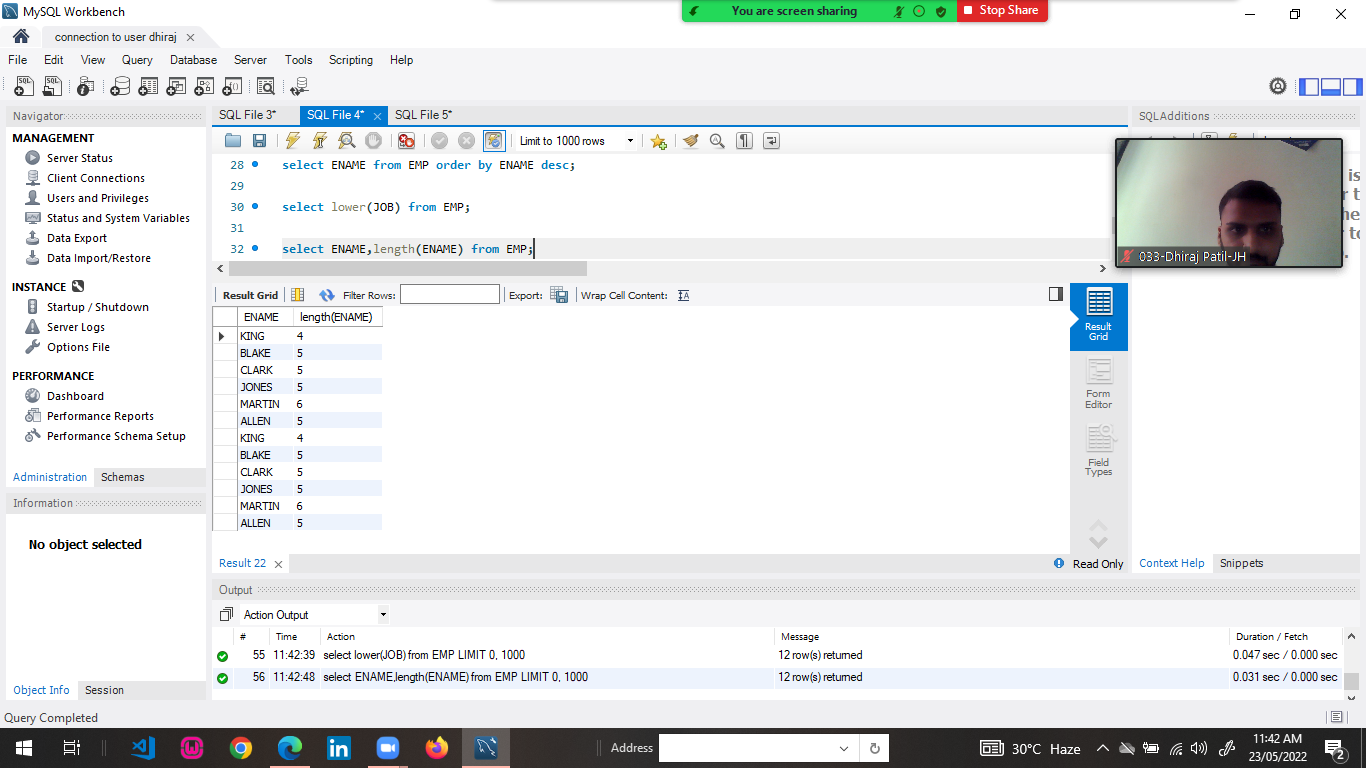 MySQL Workbench
You are screen sharing
Stop Share
connection to user dhiraj
File Edit View Query Database Server Tools Scripting Help
Navigator
MANAGEMENT
Server Status
Client Connections
Users and Privileges
Status and System Variables
Data Export
Data Import/Restore
INSTANCE
Startup / Shutdown
Server Logs
Options File
PERFORMANCE
Dashboard
Performance Reports
Performance Schema Setup
Administration Schemas
Information
No object selected
Object Info Session
Query Completed
SQL File 3* SQL File 4* SQL File 5*
Limit to 1000 rows
28 select ENAME from EMP order by ENAME desc;
29
30 select lower(JOB) from EMP;
31
32 select ENAME,length(ENAME) from EMP;
Result Grid Filter Rows: Export: Wrap Cell Content:
ENAME length(ENAME)
KING 4
BLAKE 5
CLARK 5
JONES 5
MARTIN 6
ALLEN 5
KING 4
BLAKE 5
CLARK 5
JONES 5
MARTIN 6
ALLEN 5
Result Grid
Form Editor
Field Types
Result 22
Read Only
SQLAdditions
033-Dhiraj Patil-JH
Context Help Snippets
Output
Action Output
# Time Action Message Duration / Fetch
55 11:42:39 select lower(JOB) from EMP LIMIT 0, 1000 12 row(s) returned 0.047 sec / 0.000 sec
56 11:42:48 select ENAME,length(ENAME) from EMP LIMIT 0, 1000 12 row(s) returned 0.031 sec / 0.000 sec
Address
30°C Haze
11:42 AM
23/05/2022
2